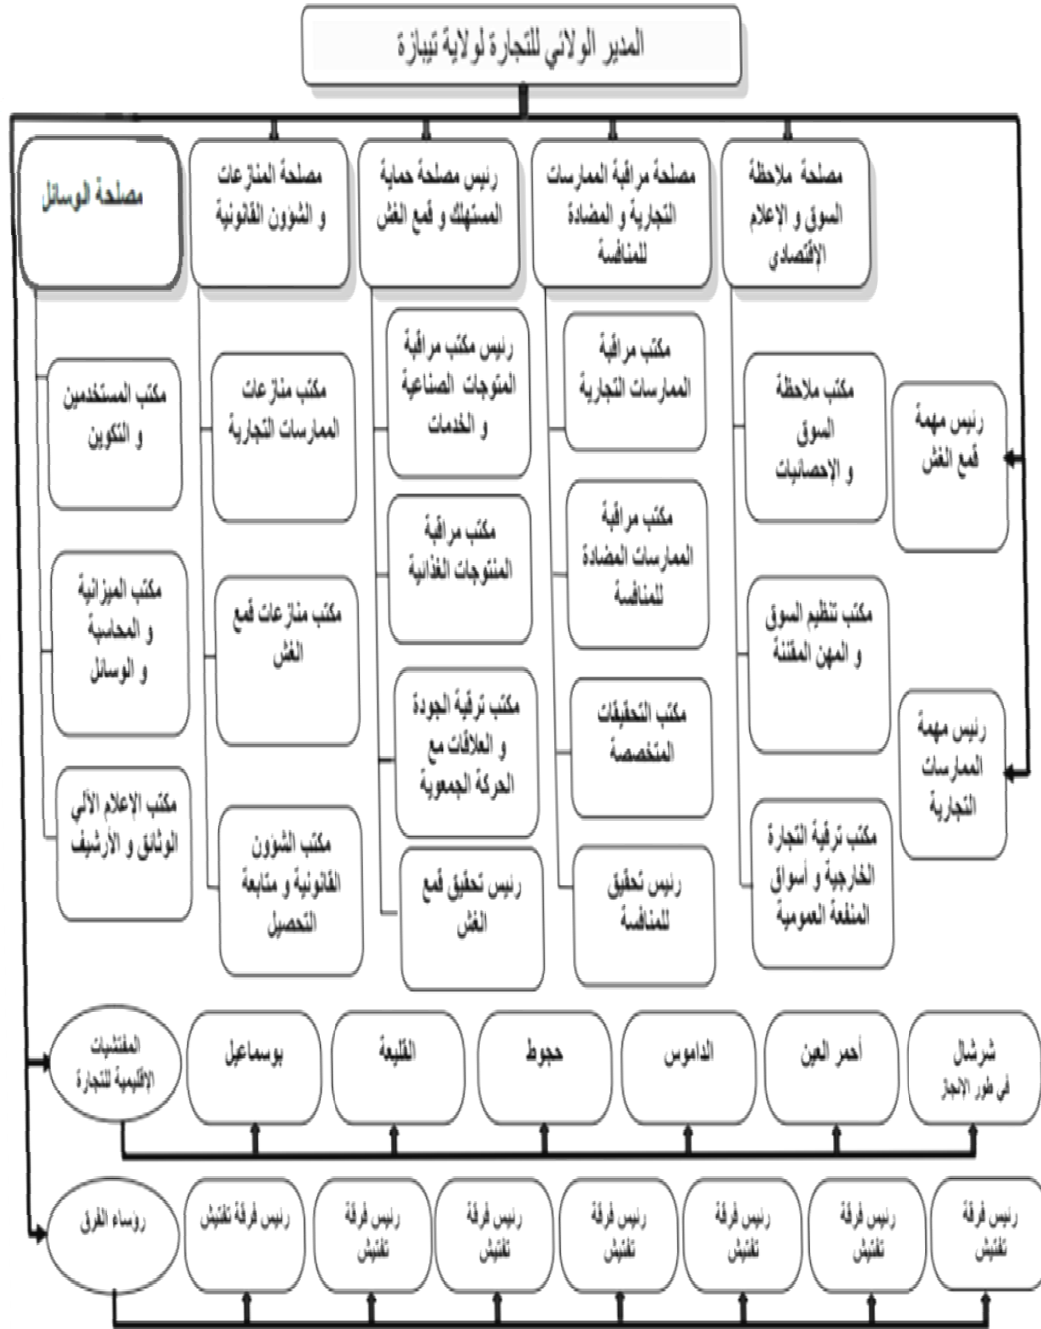 المدير الولائي للتجارة لولاية تيبازة
مصلحة ملاحظة
السوق و الإعلام
الإقتصادي
مصلحة مراقبة الممارسات
التجارية و المضادة
للمنافسة
رئيس مصلحة حماية
المستهلك و قمع الغش
مصلحة المنازعات
و الشؤون القانونية
مصلحة الوسائل
رئيس مهمة
قمع الغش
رئيس مهمة
الممارسات
التجارية
مكتب ملاحظة
السوق
و الإحصائيات
مكتب تنظيم السوق
و المهن المقننة
مكتب ترقية التجارة
الخارجية و أسواق
المنفعة العمومية
مكتب مراقبة
الممارسات التجارية
مكتب مراقبة
الممارسات المضادة
للمنافسة
مكتب التحقيقات
المتخصصة
رئيس تحقيق
للمنافسة
رئيس مكتب مراقبة
المتوجات الصناعية
و الخدمات
مكتب مراقبة
المنتوجات الغذائية
مكتب ترقية الجودة
و العلاقات مع
الحركة الجمعوية
رئيس تحقيق قمع
الغش
مكتب منازعات
الممارسات التجارية
مكتب منازعات قمع
الغش
مكتب الشؤون
القانونية و متابعة
التحصيل
مكتب المستخدمين
و التكوين
مكتب الميزانية
و المحاسبة
و الوسائل
مكتب الإعلام الآلي
الوثائق و الأرشيف
شرشال
في طور الإنجاز
أحمر العين
الداموس
حجوط
القليعة
بوسماعيل
المفتشيات
الإقليمية للتجارة
رئيس فرقة
تفتيش
رئيس فرقة
تفتيش
رئيس فرقة
تفتيش
رئيس فرقة
تفتيش
رئيس فرقة
تفتيش
رئيس فرقة
تفتيش
رئيس فرقة تفتيش
رؤساء الفرق